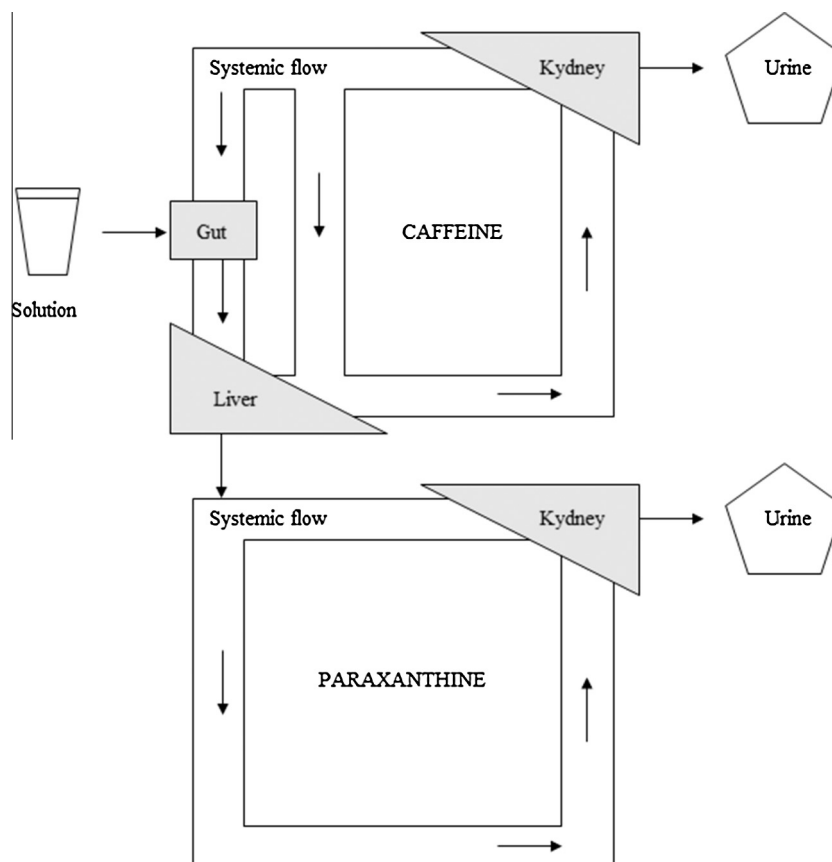 Systemic flow
Kydney
Urine
Gut
CAFFEINE
Solution
Liver
Systemic flow
Kydney
Urine
PARAXANTHINE